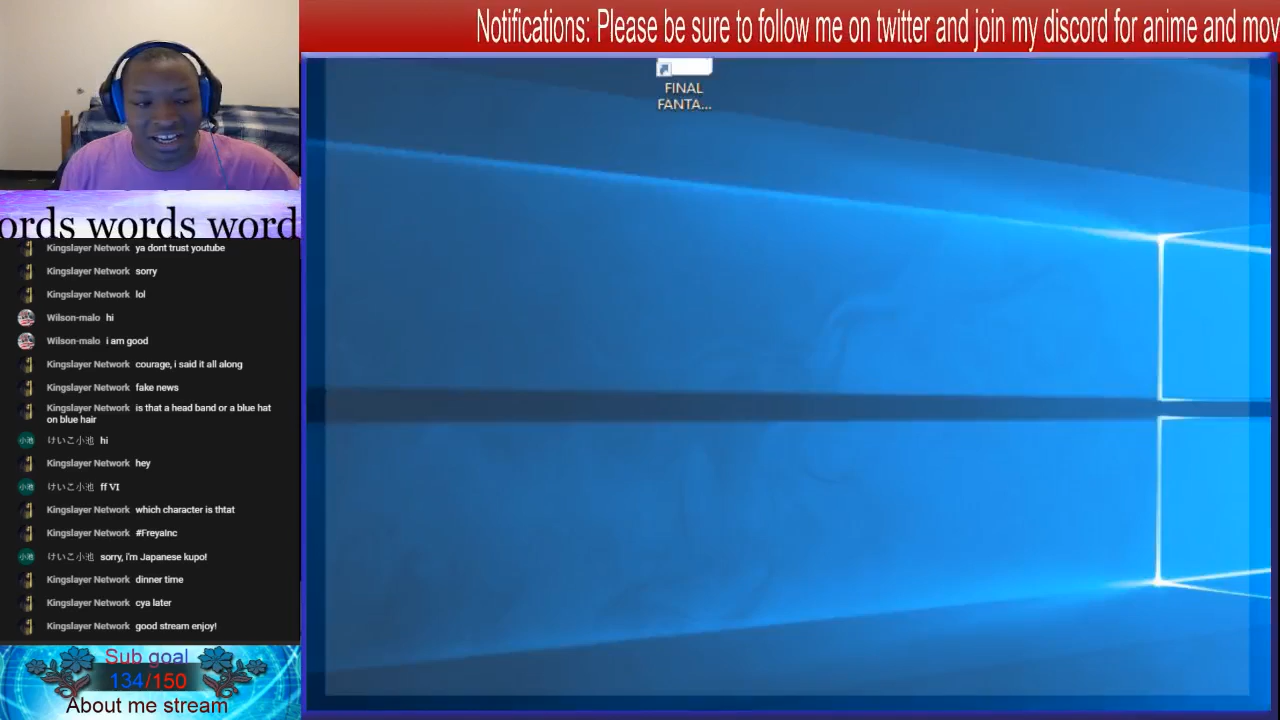 Notifications: Please be sure to follow me on twitter and join my discord for anime and mov
FINAL
FANTA...
ords words word
Kingslayer Network ya dont trust youtube
Kingslayer Network sorry
Kingslayer Network lol
Wilson-malo hi
Wilson-malo i am good
Kingslayer Network courage, i said it all along
Kingslayer Network fake news
Kingslayer Network is that a head band or a blue hat
on blue hair
小池 けいこ小池 hi
Kingslayer Network hey
小池 けいこ小池 ff VI
Kingslayer Network which character is thtat
Kingslayer Network #FreyaInc
小池 けいこ小池 sorry, i'm Japanese kupo!
Kingslayer Network dinner time
Kingslayer Network cya later
Kingslayer Network good stream enjoy!
Sub goal
134/150
About me stream